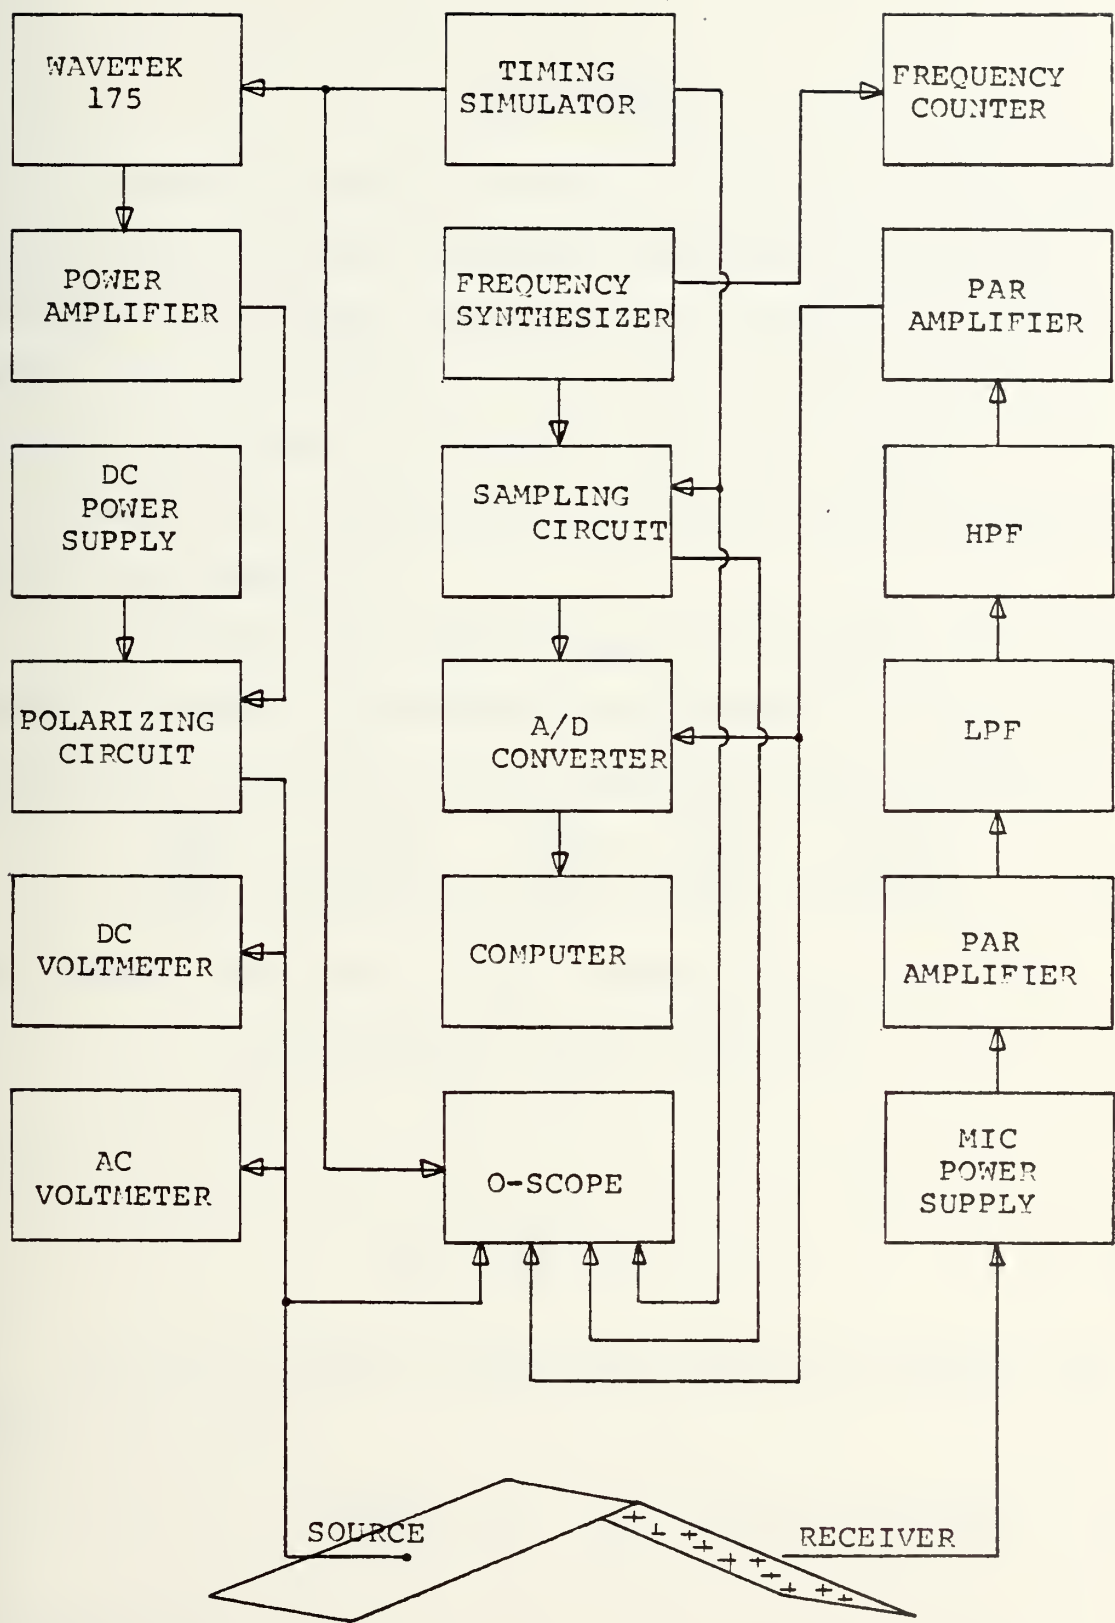 WAVETEK
175
TIMING
SIMULATOR
FREQUENCY
COUNTER
POWER
AMPLIFIER
FREQUENCY
SYNTHESIZER
PAR
AMPLIFIER
DC
POWER
SUPPLY
SAMPLING
CIRCUIT
HPF
POLARIZING
CIRCUIT
A/D
CONVERTER
LPF
DC
VOLTMETER
COMPUTER
PAR
AMPLIFIER
AC
VOLTMETER
O-SCOPE
MIC
POWER
SUPPLY
SOURCE
RECEIVER